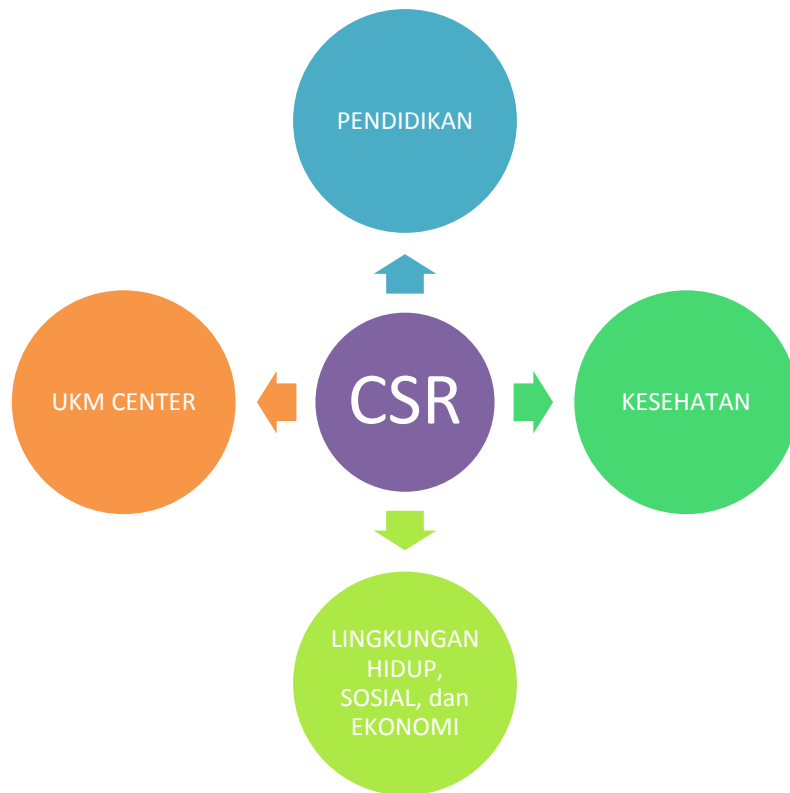 PENDIDIKAN
UKM CENTER
CSR
KESEHATAN
LINGKUNGAN
HIDUP,
SOSIAL, dan
EKONOMI